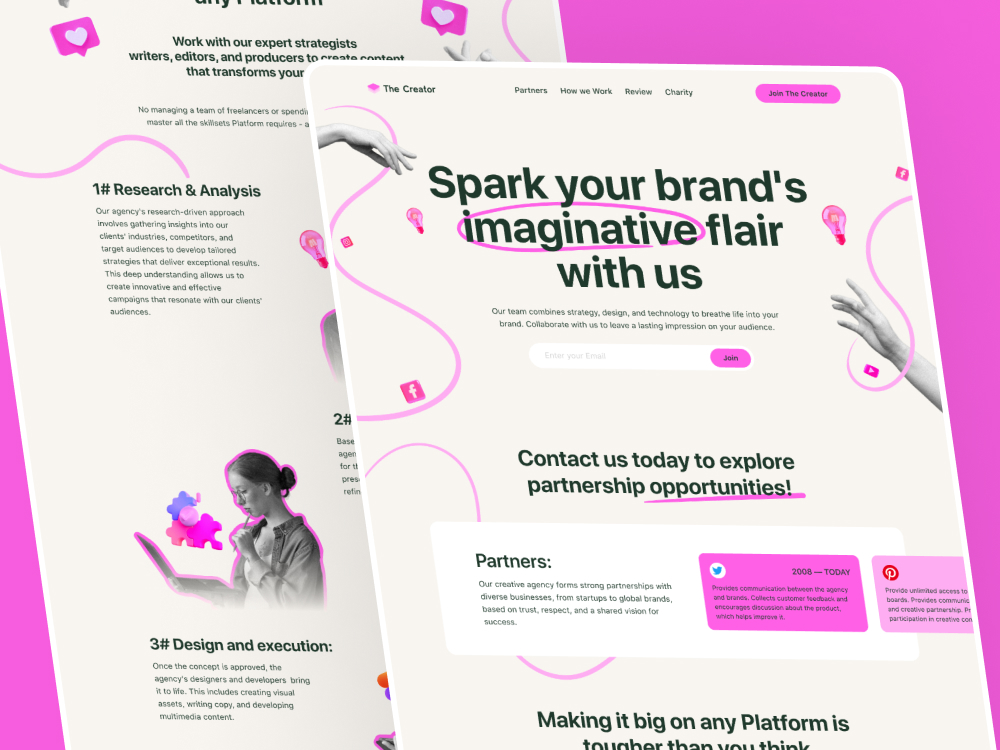 any Platform
Work with our expert strategists
writers, editors, and producers to create content
that transforms your
No managing a team of freelancers or
master all the skillsets Platform requires -
1# Research & Analysis
Our agency's research-driven approach
involves gathering insights into our
clients' industries, competitors, and
target audiences to develop tailored
strategies that deliver exceptional results.
This deep understanding allows us to
create innovative and effective
campaigns that resonate with our clients'
audiences.
2#
3# Design and execution:
Once the concept is approved, the
agency's designers and developers bring
it to life. This includes creating visual
assets, writing copy, and developing
multimedia content.
The Creator
Partners
How we Work
Review
Charity
Join The Creator
Spark your brand's
imaginative flair
with us
Our team combines strategy, design, and technology to breathe life into your
brand. Collaborate with us to leave a lasting impression on your audience.
Enter your Email
Join
Contact us today to explore
partnership opportunities!
Partners:
Our creative agency forms strong partnerships with
diverse businesses, from startups to global brands,
based on trust, respect, and a shared vision for
success.
2008 — TODAY
Provides communication between the agency
and brands. Collects customer feedback and
encourages discussion about the product,
which helps improve it.
Provide unlimited access to
boards. Provides
and creative partnership.
participation in creative
Making it big on any Platform is
tougher than you think